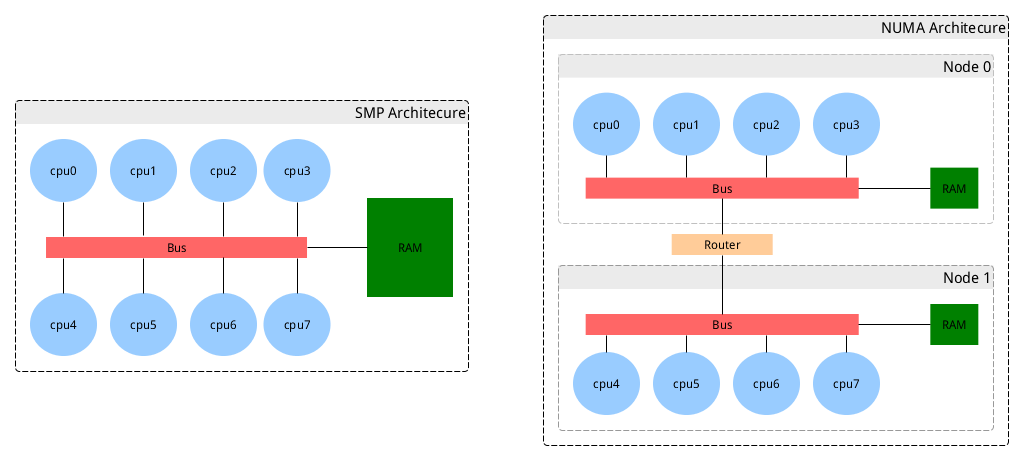 SMP Architecure
cpu0
cpu1
cpu2
cpu3
Bus
RAM
cpu4
cpu5
cpu6
cpu7
NUMA Architecure
Node 0
cpu0
cpu1
cpu2
cpu3
Bus
RAM
Router
Node 1
Bus
RAM
cpu4
cpu5
cpu6
cpu7